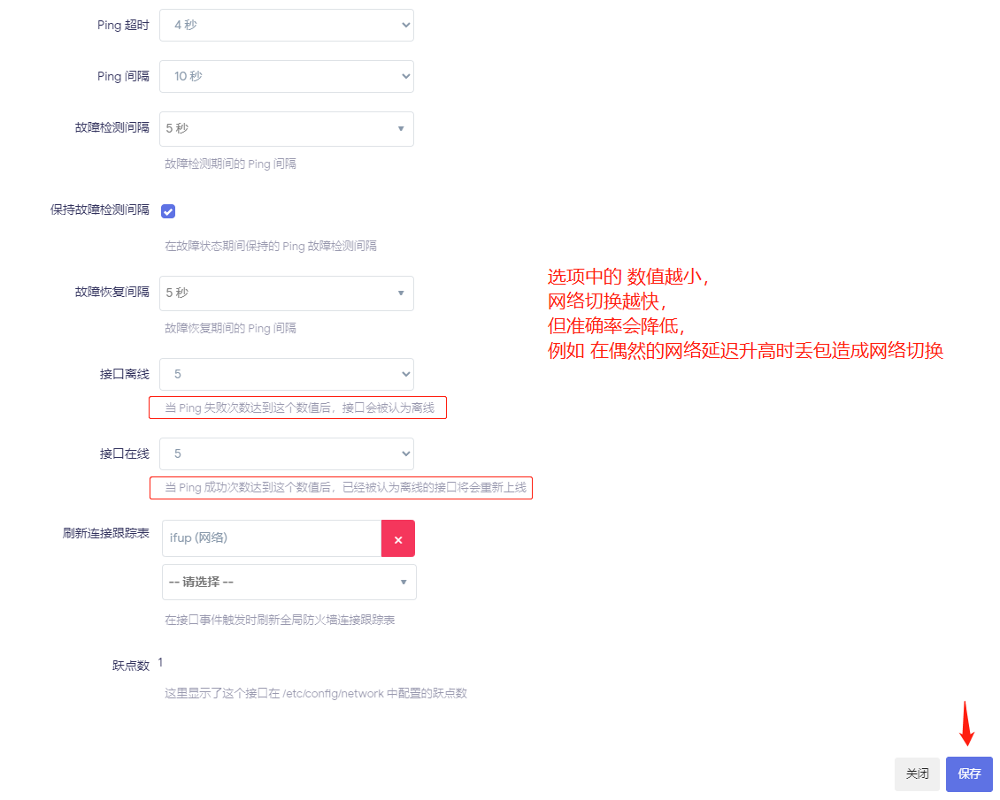 Ping 超时
4 秒
Ping 间隔
10 秒
故障检测间隔
5 秒
故障检测期间的 Ping 间隔
保持故障检测间隔
在故障状态期间保持的 Ping 故障检测间隔
故障恢复间隔
5 秒
故障恢复期间的 Ping 间隔
选项中的 数值越小，
网络切换越快，
但准确率会降低，
例如 在偶然的网络延迟升高时丢包造成网络切换
接口离线
5
当 Ping 失败次数达到这个数值后，接口会被认为离线
接口在线
5
当 Ping 成功次数达到这个数值后，已经被认为离线的接口将会重新上线
刷新连接跟踪表
ifup (网络)
×
-- 请选择 --
在接口事件触发时刷新全局防火墙连接跟踪表
跃点数
1
这里显示了这个接口在 /etc/config/network 中配置的跃点数
关闭
保存